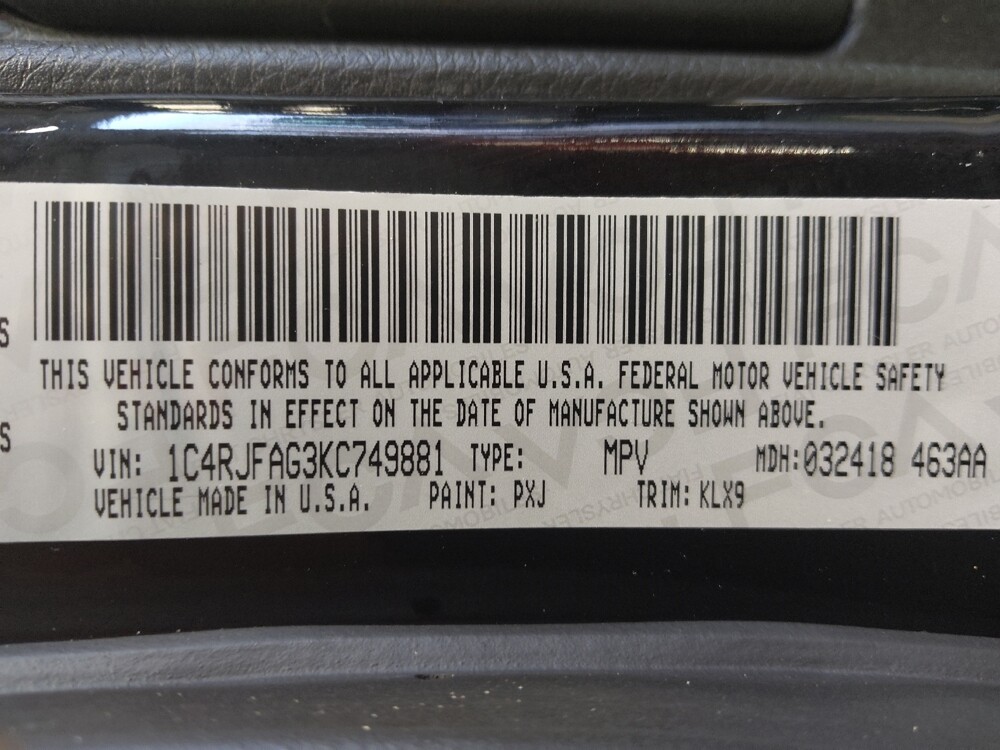 S
THIS VEHICLE CONFORMS TO ALL APPLICABLE U.S.A. FEDERAL MOTOR VEHICLE SAFETY
STANDARDS IN EFFECT ON THE DATE OF MANUFACTURE SHOWN ABOVE.
S
VIN: 1C4RJFAG3KC749881 TYPE: MPV MDH:032418 463AA
VEHICLE MADE IN U.S.A. PAINT: PXJ TRIM: KLX9